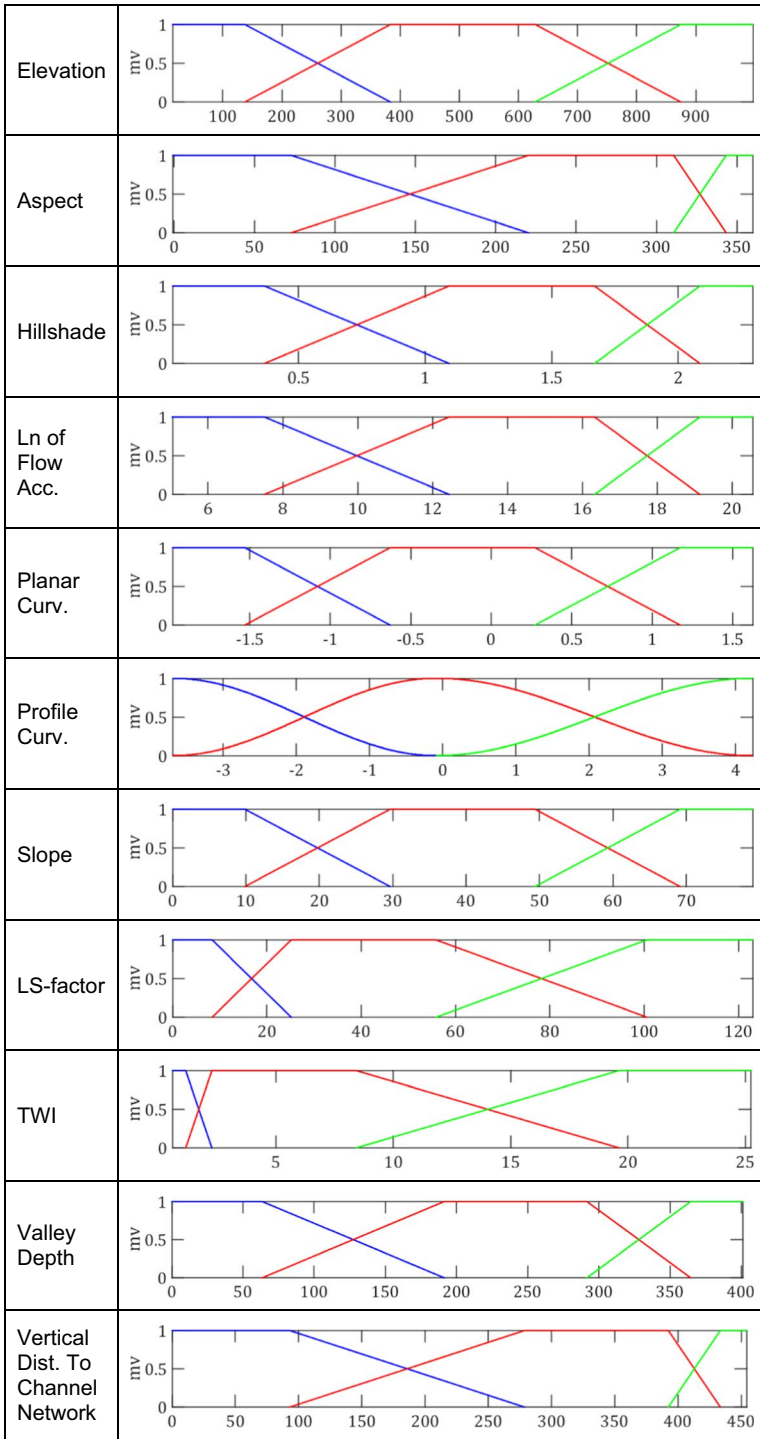 Elevation
mv
1
0.5
0
100 200 300 400 500 600 700 800 900
Aspect
mv
1
0.5
0
0 50 100 150 200 250 300 350
Hillshade
mv
1
0.5
0
0.5 1 1.5 2
Ln of
Flow
Acc.
mv
1
0.5
0
6 8 10 12 14 16 18 20
Planar
Curv.
mv
1
0.5
0
-1.5 -1 -0.5 0 0.5 1 1.5
Profile
Curv.
mv
1
0.5
0
-3 -2 -1 0 1 2 3 4
Slope
mv
1
0.5
0
0 10 20 30 40 50 60 70
LS-factor
mv
1
0.5
0
0 20 40 60 80 100 120
TWI
mv
1
0.5
0
5 10 15 20 25
Valley
Depth
mv
1
0.5
0
0 50 100 150 200 250 300 350 400
Vertical
Dist. To
Channel
Network
mv
1
0.5
0
0 50 100 150 200 250 300 350 400 450